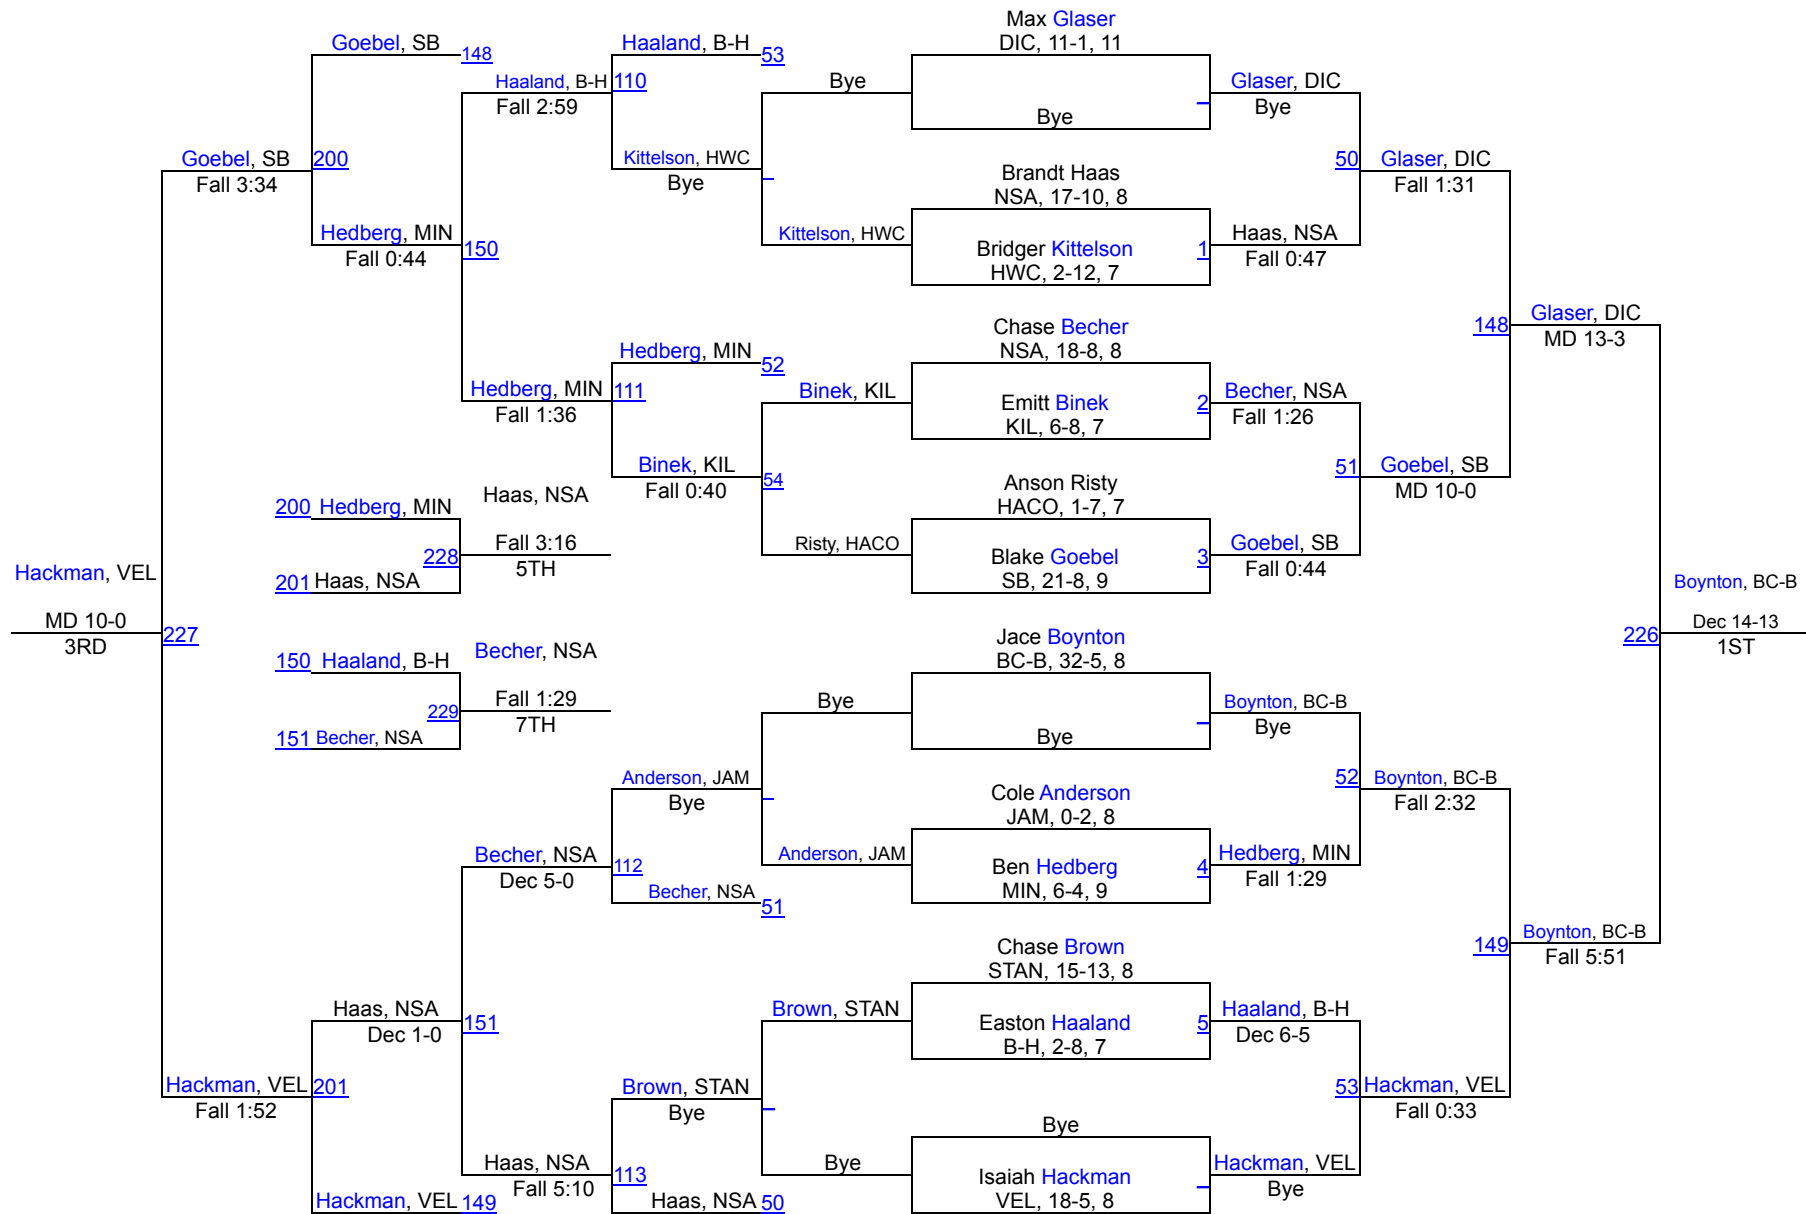 Max Glaser
DIC, 11-1, 11
Bye
Brandt Haas
NSA, 17-10, 8
Bridger Kittelson
HWC, 2-12, 7
1
Chase Becher
NSA, 18-8, 8
Emitt Binek
KIL, 6-8, 7
2
Anson Risty
HACO, 1-7, 7
Blake Goebel
SB, 21-8, 9
3
Jace Boynton
BC-B, 32-5, 8
Bye
Cole Anderson
JAM, 0-2, 8
Ben Hedberg
MIN, 6-4, 9
4
Chase Brown
STAN, 15-13, 8
Easton Haaland
B-H, 2-8, 7
5
Bye
Isaiah Hackman
VEL, 18-5, 8
Glaser, DIC
Bye
50
Haas, NSA
Fall 0:47
Becher, NSA
Fall 1:26
51
Goebel, SB
Fall 0:44
Boynton, BC-B
Bye
52
Hedberg, MIN
Fall 1:29
Haaland, B-H
Dec 6-5
53
Hackman, VEL
Bye
Glaser, DIC
Fall 1:31
148
Goebel, SB
MD 10-0
Boynton, BC-B
Fall 2:32
149
Hackman, VEL
Fall 0:33
Glaser, DIC
MD 13-3
226
Boynton, BC-B
Fall 5:51
Boynton, BC-B
Dec 14-13
1ST
Bye
Kittelson, HWC
Binek, KIL
54
Risty, HACO
Bye
Anderson, JAM
Brown, STAN
Bye
Haaland, B-H 53
110
Kittelson, HWC
Bye
Hedberg, MIN 52
111
Binek, KIL
Fall 0:40
Anderson, JAM
Bye
112
Becher, NSA 51
Brown, STAN
Bye
113
Haas, NSA 50
Haaland, B-H
Fall 2:59
150
Hedberg, MIN
Fall 1:36
Becher, NSA
Dec 5-0
151
Haas, NSA
Fall 5:10
Goebel, SB 148
200
Hedberg, MIN
Fall 0:44
Haas, NSA
Dec 1-0
201
Hackman, VEL 149
Goebel, SB
Fall 3:34
227
Hackman, VEL
Fall 1:52
Hackman, VEL
MD 10-0
3RD
200 Hedberg, MIN
228
201 Haas, NSA
Haas, NSA
Fall 3:16
5TH
150 Haaland, B-H
229
151 Becher, NSA
Becher, NSA
Fall 1:29
7TH